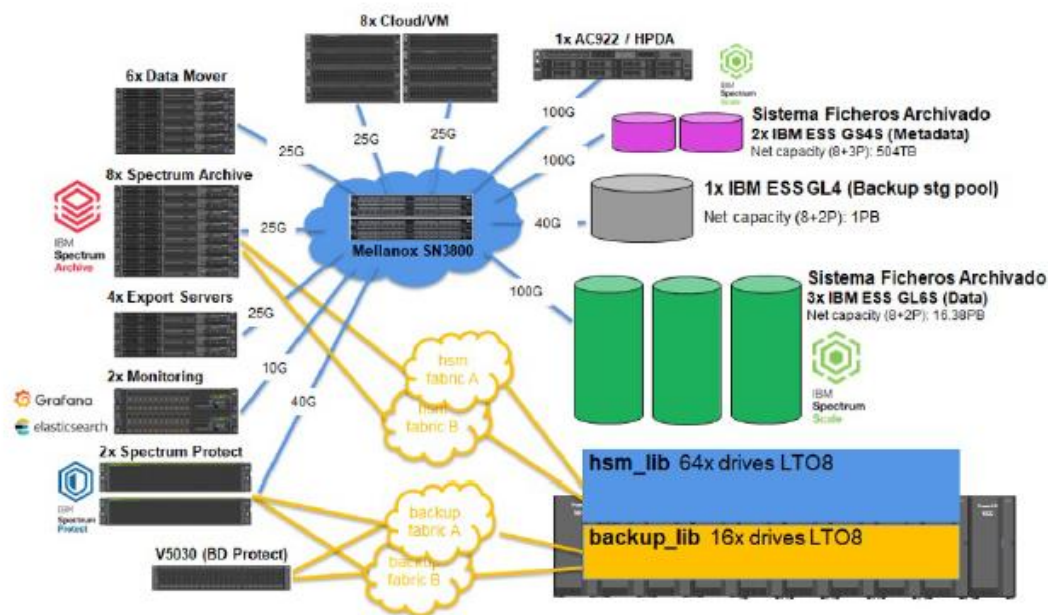 8x Cloud/VM
1x AC922 / HPDA
6x Data Mover
IBM
Spectrum
Scale
25G
25G
25G
100G
Sistema Ficheros Archivado
2x IBM ESS GS4S (Metadata)
Net capacity (8+3P): 504TB
100G
8x Spectrum Archive
IBM
Spectrum
Archive
25G
Mellanox SN3800
40G
1x IBM ESS GL4 (Backup stg pool)
Net capacity (8+2P): 1PB
100G
Sistema Ficheros Archivado
3x IBM ESS GL6S (Data)
Net capacity (8+2P): 16.38PB
4x Export Servers
25G
10G
40G
hsm
fabric A
hsm
fabric B
IBM
Spectrum
Scale
2x Monitoring
Grafana
elasticsearch
2x Spectrum Protect
IBM
Spectrum
Protect
hsm_lib 64x drives LTO8
backup
fabric A
backup
fabric B
backup_lib 16x drives LTO8
V5030 (BD Protect)